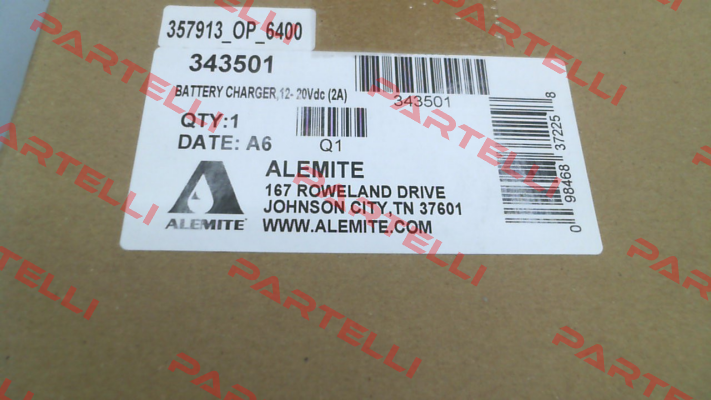 357913_OP_6400
343501
BATTERY CHARGER,12-20Vdc (2A)
343501
QTY:1
DATE: A6
Q1
ALEMITE
167 ROWELAND DRIVE
JOHNSON CITY,TN 37601
WWW.ALEMITE.COM
ALEMITE®
0 98468 37225 8
PARTELLI
PARTELLI
PARTELLI
PARTELLI
PARTELLI
PARTELLI
PARTELLI